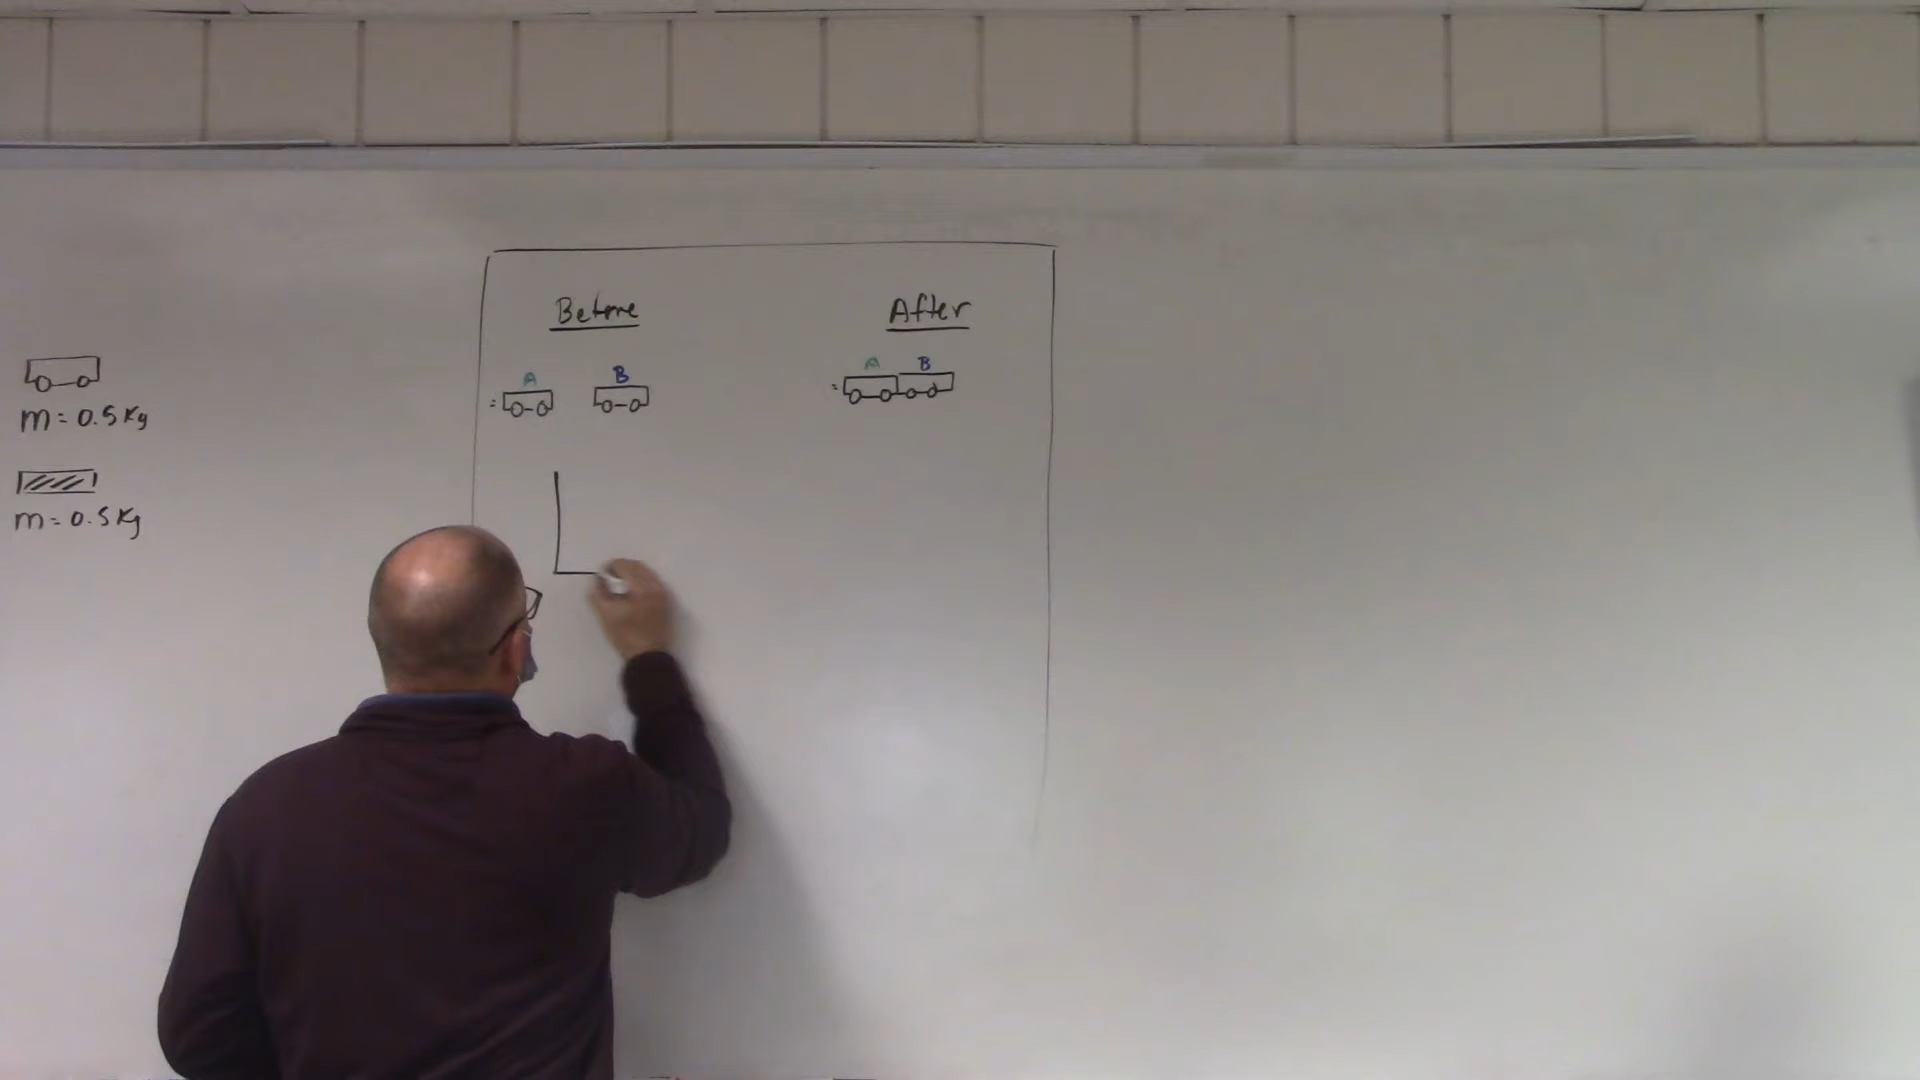 Before
After
A
B
A
B
m = 0.5 Kg
m = 0.5 Kg